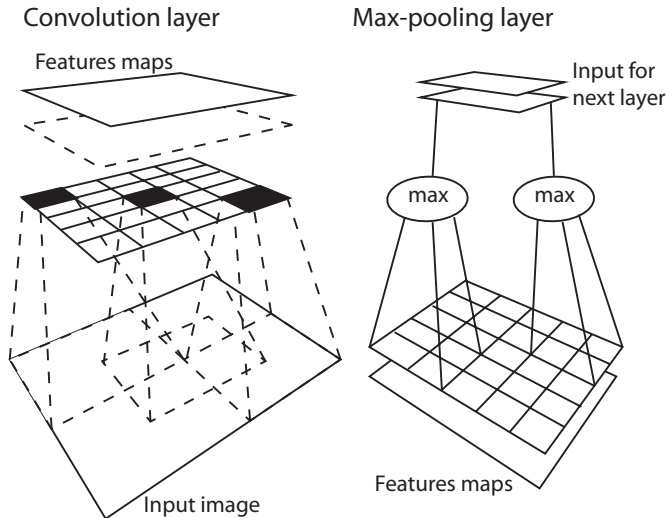 Convolution layer
Features maps
Input image
Max-pooling layer
Input for
next layer
max
max
Features maps